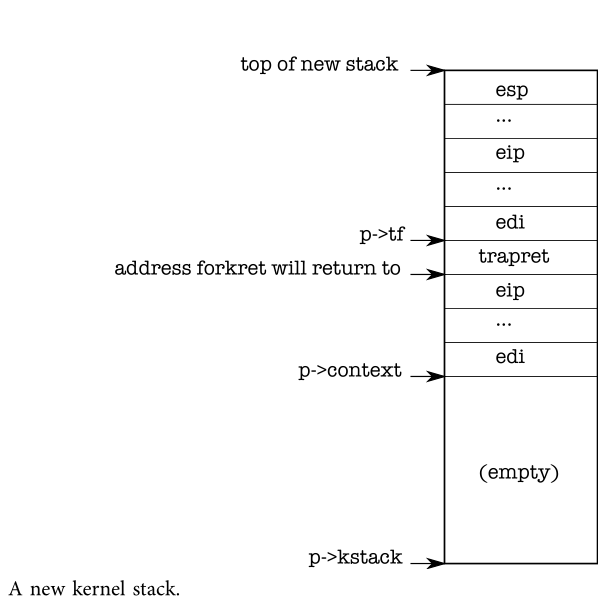 top of new stack
esp
...
eip
...
edi
p->tf
trapret
address forkret will return to
eip
...
edi
p->context
(empty)
p->kstack
A new kernel stack.